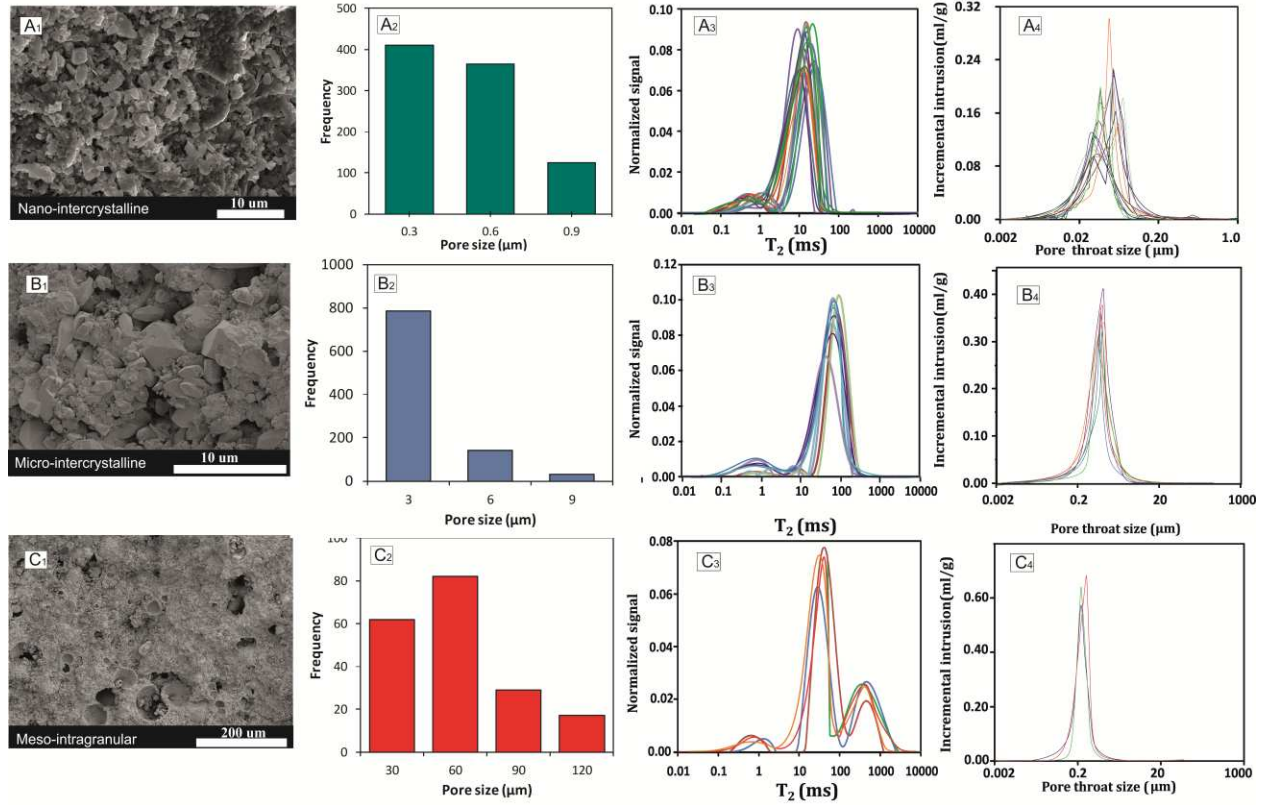 A1
Nano-intercrystalline
10 um
A2
Frequency
500
400
300
200
100
0
0.3 0.6 0.9
Pore size (µm)
A3
Normalized signal
0.10
0.08
0.06
0.04
0.02
0.00
0.01 0.1 1 10 100 1000 10000
T2 (ms)
A4
Incremental intrusion(ml/g)
0.32
0.24
0.16
0.08
0.00
0.002 0.02 0.20 1.0
Pore throat size (µm)
B1
Micro-intercrystalline
10 um
B2
Frequency
1000
800
600
400
200
0
3 6 9
Pore size (µm)
B3
Normalized signal
0.12
0.10
0.08
0.06
0.04
0.02
0.00
0.01 0.1 1 10 100 1000 10000
T2 (ms)
B4
Incremental intrusion(ml/g)
0.40
0.30
0.20
0.10
0.00
0.002 0.2 20 1000
Pore throat size (µm)
C1
Meso-intragranular
200 um
C2
Frequency
100
80
60
40
20
0
30 60 90 120
Pore size (µm)
C3
Normalized signal
0.08
0.06
0.04
0.02
0.00
0.01 0.1 1 10 100 1000 10000
T2 (ms)
C4
Incremental intrusion(ml/g)
0.60
0.40
0.20
0.00
0.002 0.2 20 1000
Pore throat size (µm)